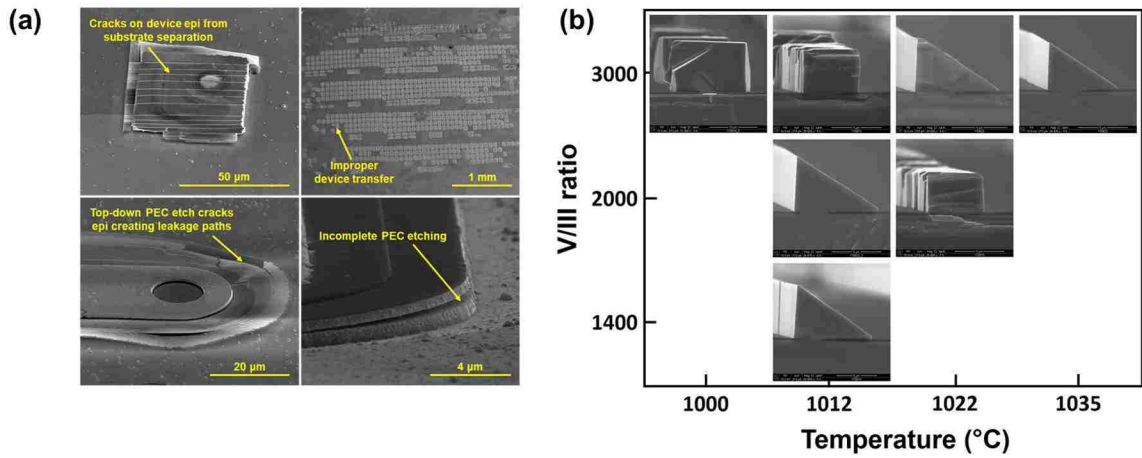 (a)
Cracks on device epi from
substrate separation
50 µm
Improper
device transfer
1 mm
Top-down PEC etch cracks
epi creating leakage paths
20 µm
Incomplete PEC etching
4 µm
(b)
V/III ratio
3000
2000
1400
1000
1012
1022
1035
Temperature (°C)